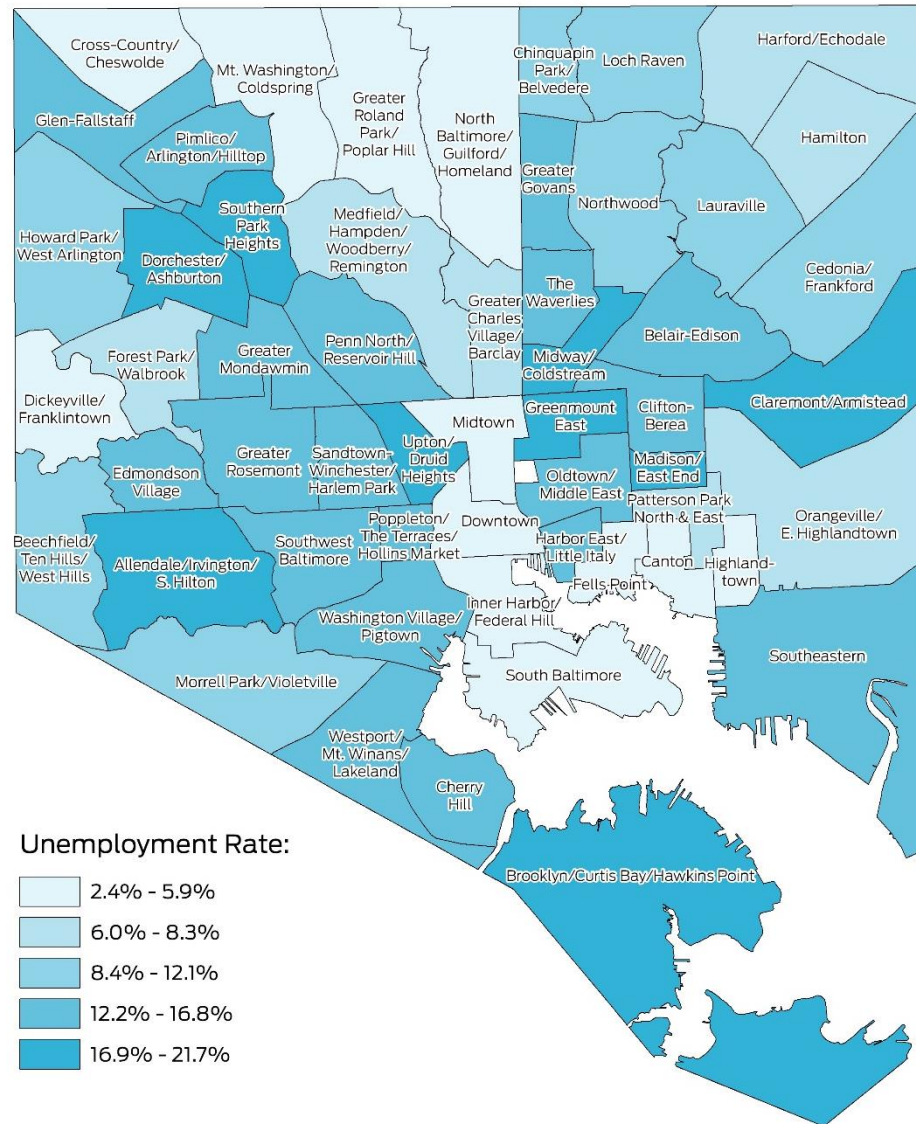 Cross-Country/
Cheswolde
Mt. Washington/
Coldspring
Greater
Roland
Park/
Poplar Hill
North
Baltimore/
Guilford/
Homeland
Chinquapin
Park/
Belvedere
Loch Raven
Harford/Echodale
Glen-Fallstaff
Pimlico/
Arlington/Hilltop
Hamilton
Greater
Govans
Northwood
Lauraville
Southern
Park
Heights
Medfield/
Hampden/
Woodberry/
Remington
Howard Park/
West Arlington
Dorchester/
Ashburton
Cedonia/
Frankford
The
Waverlies
Greater
Charles
Village/
Barclay
Belair-Edison
Penn North/
Reservoir Hill
Forest Park/
Walbrook
Greater
Mondawmin
Midway/
Coldstream
Dickeyville/
Franklintown
Midtown
Greenmount
East
Clifton-
Berea
Claremont/Armistead
Greater
Rosemont
Sandtown-
Winchester/
Harlem Park
Upton/
Druid
Heights
Madison/
East End
Edmondson
Village
Oldtown/
Middle East
Patterson Park
North & East
Orangeville/
E. Highlandtown
Beechfield/
Ten Hills/
West Hills
Allendale/Irvington/
S. Hilton
Southwest
Baltimore
Poppleton/
The Terraces/
Hollins Market
Downtown
Harbor East/
Little Italy
Fells Point
Canton
Highland-
town
Inner Harbor/
Federal Hill
Washington Village/
Pigtown
Southeastern
Morrell Park/Violetville
South Baltimore
Westport/
Mt. Winans/
Lakeland
Cherry
Hill
Brooklyn/Curtis Bay/Hawkins Point
Unemployment Rate:
2.4% - 5.9%
6.0% - 8.3%
8.4% - 12.1%
12.2% - 16.8%
16.9% - 21.7%